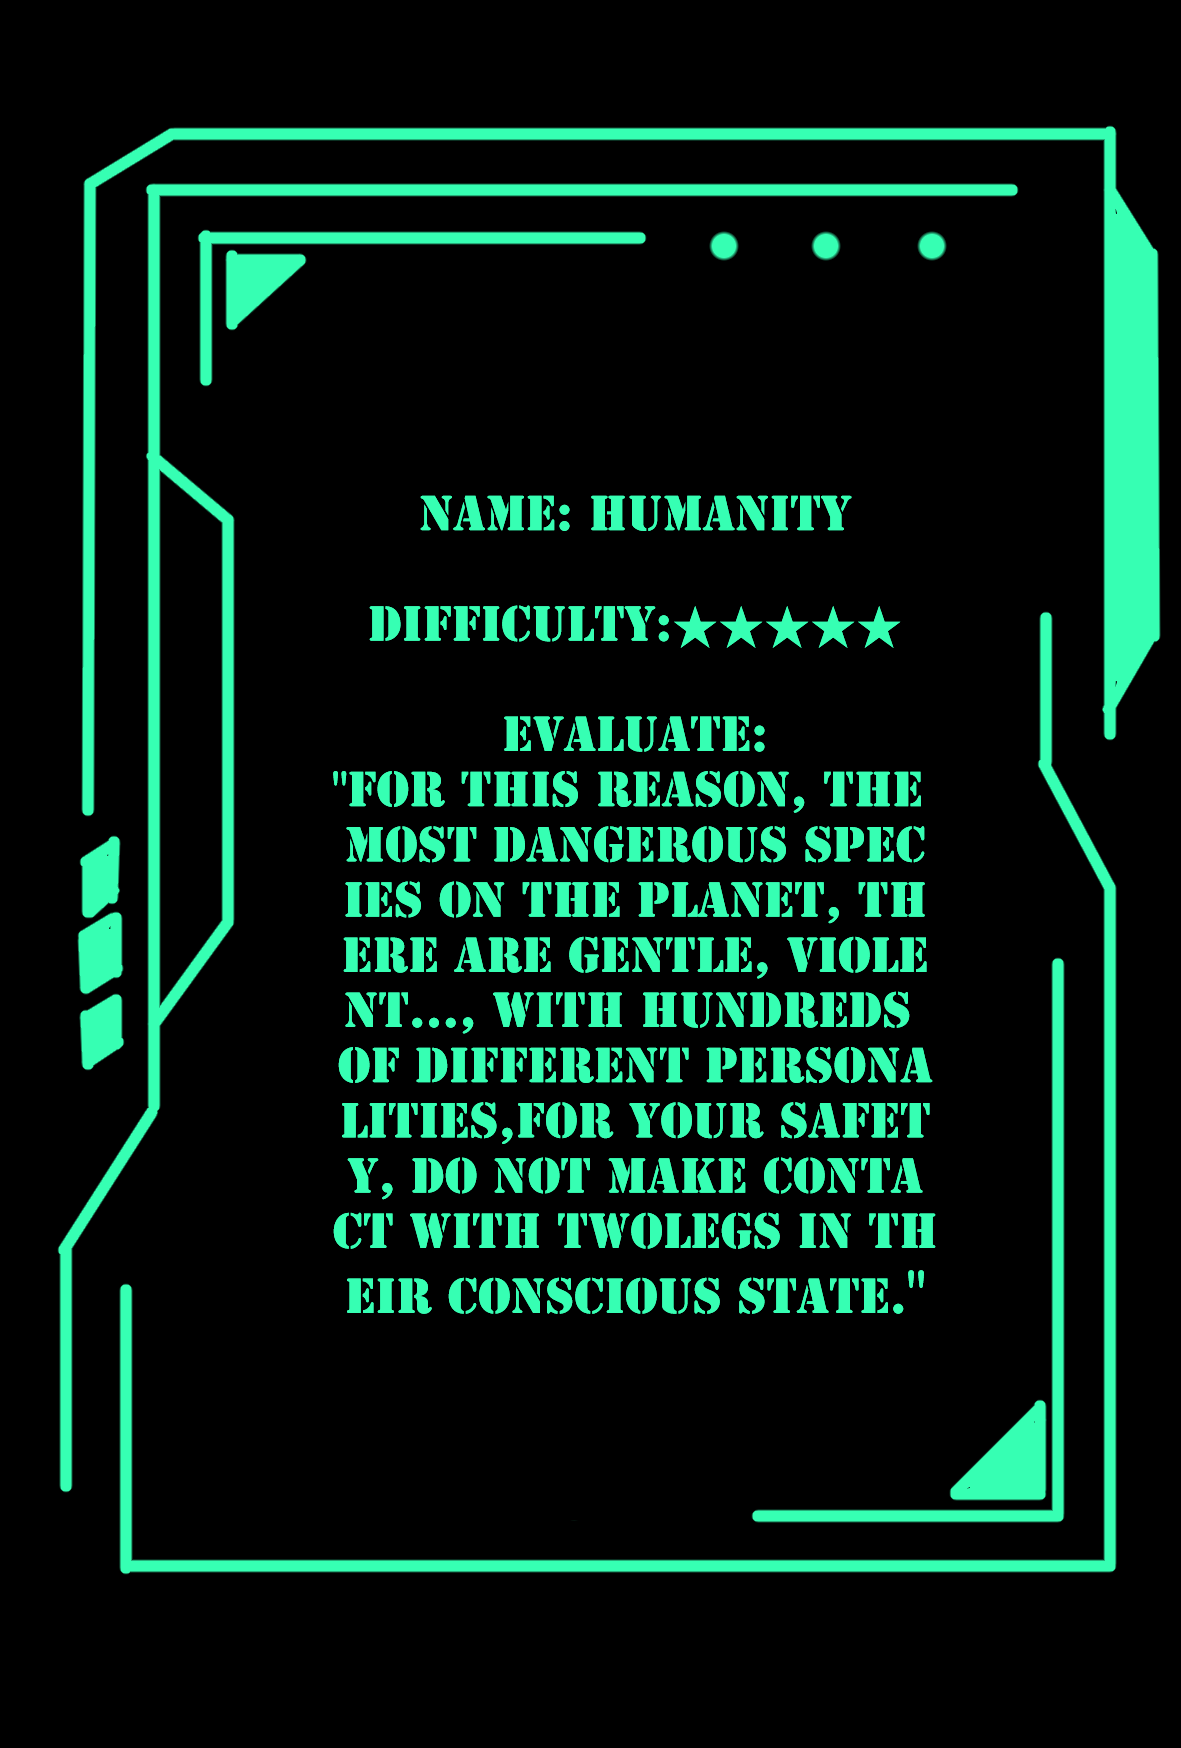 NAME: HUMANITY
DIFFICULTY:★★★★★
EVALUATE:
"FOR THIS REASON, THE
MOST DANGEROUS SPEC
IES ON THE PLANET, TH
ERE ARE GENTLE, VIOLE
NT..., WITH HUNDREDS
OF DIFFERENT PERSONA
LITIES,FOR YOUR SAFET
Y, DO NOT MAKE CONTA
CT WITH TWOLEGS IN TH
EIR CONSCIOUS STATE."